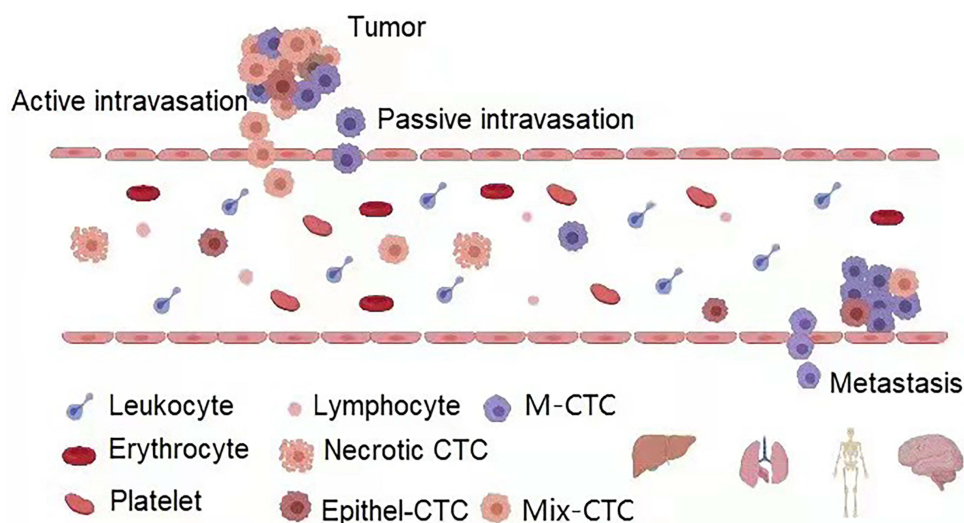 Tumor
Active intravasation
Passive intravasation
Metastasis
Leukocyte
Lymphocyte
M-CTC
Erythrocyte
Necrotic CTC
Platelet
Epithel-CTC
Mix-CTC